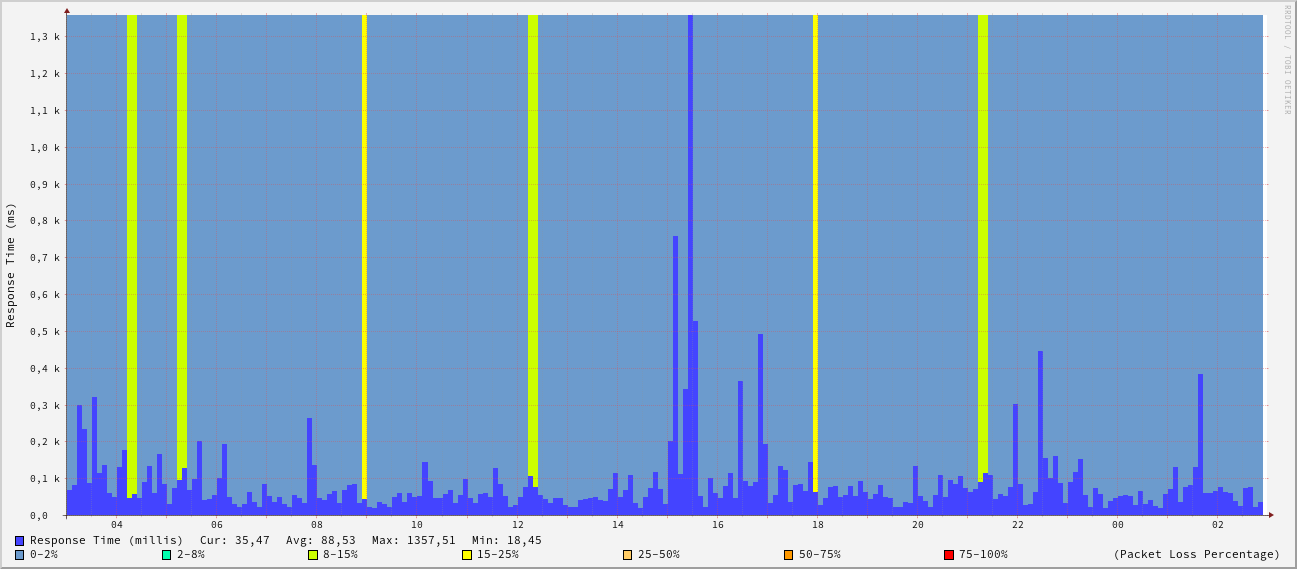 RRDTOOL / TOBI OETIKER
Response Time (ms)
1,3 k
1,2 k
1,1 k
1,0 k
0,9 k
0,8 k
0,7 k
0,6 k
0,5 k
0,4 k
0,3 k
0,2 k
0,1 k
0,0
04 06 08 10 12 14 16 18 20 22 00 02
Response Time (millis) Cur: 35,47 Avg: 88,53 Max: 1357,51 Min: 18,45
0-2% 2-8% 8-15% 15-25% 25-50% 50-75% 75-100% (Packet Loss Percentage)